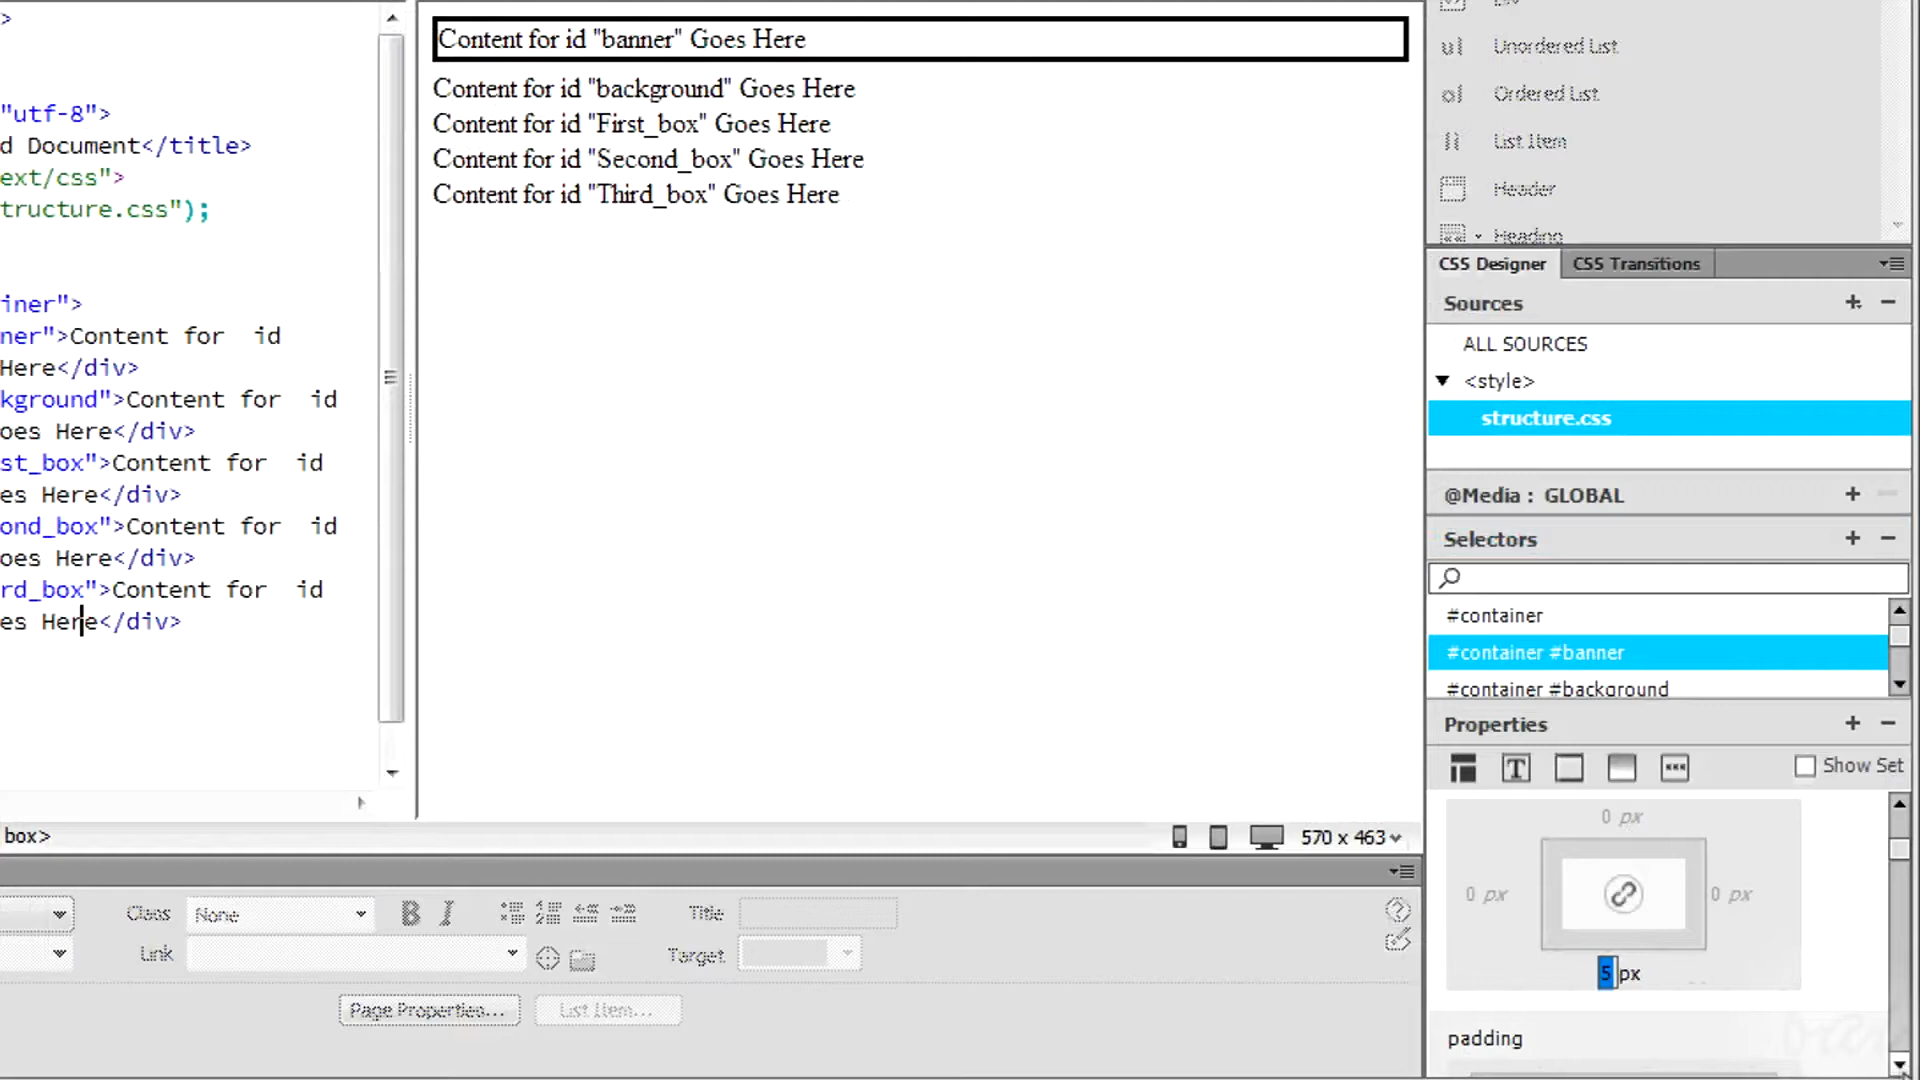 >
"utf-8">
d Document</title>
ext/css">
tructure.css");
iner">
ner">Content for  id
Here</div>
kground">Content for  id
oes Here</div>
st_box">Content for  id
es Here</div>
ond_box">Content for  id
oes Here</div>
rd_box">Content for  id
es Here</div>
box>
Content for id "banner" Goes Here
Content for id "background" Goes Here
Content for id "First_box" Goes Here
Content for id "Second_box" Goes Here
Content for id "Third_box" Goes Here
570 x 463
Class None B I Title
Link Target
Page Properties... List Item...
ul Unordered List
ol Ordered List
li List Item
Header
Heading
CSS Designer CSS Transitions
Sources + −
ALL SOURCES
<style>
structure.css
@Media : GLOBAL +
Selectors + −
#container
#container #banner
#container #background
Properties + −
T Show Set
0 px
0 px 0 px
5 px
padding